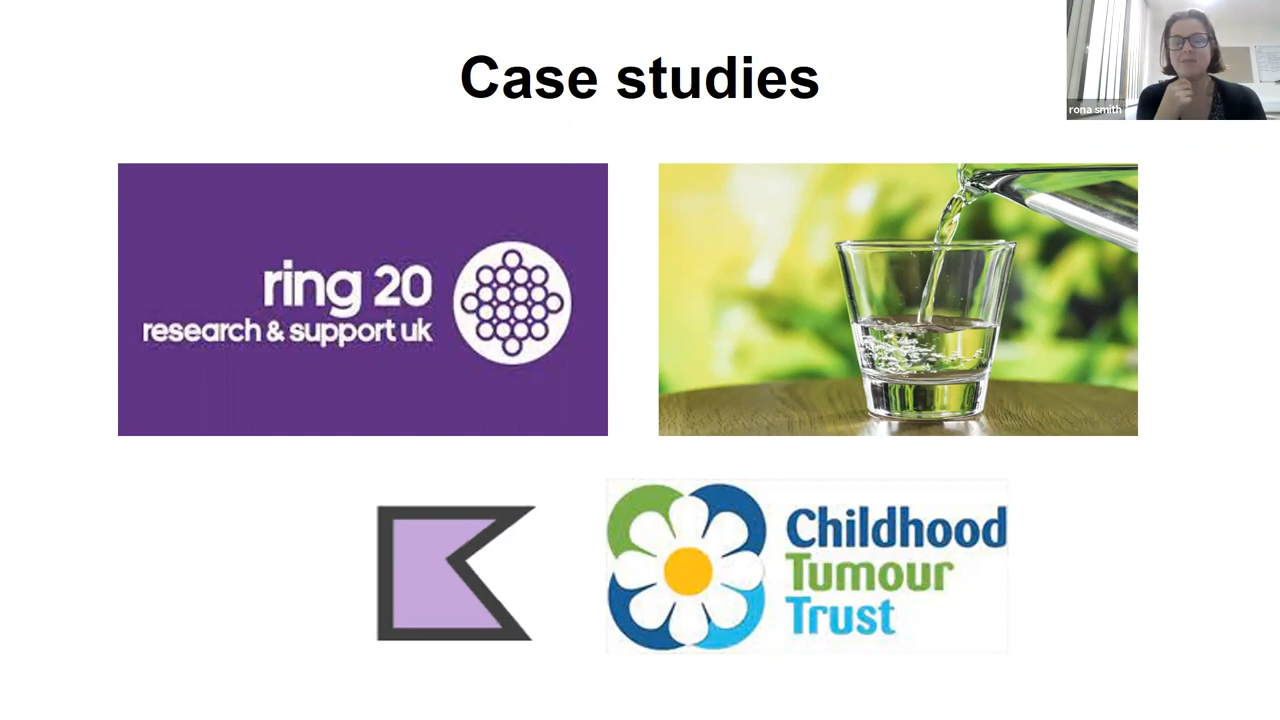 Case studies
rona smith
ring 20
research & support uk
Childhood
Tumour
Trust